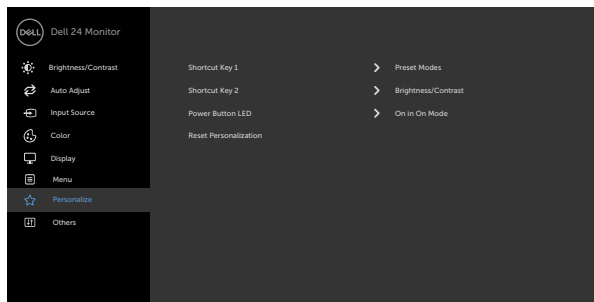 DELL Dell 24 Monitor
Brightness/Contrast
Auto Adjust
Input Source
Color
Display
Menu
Personalize
Others
Shortcut Key 1 Preset Modes
Shortcut Key 2 Brightness/Contrast
Power Button LED On in On Mode
Reset Personalization